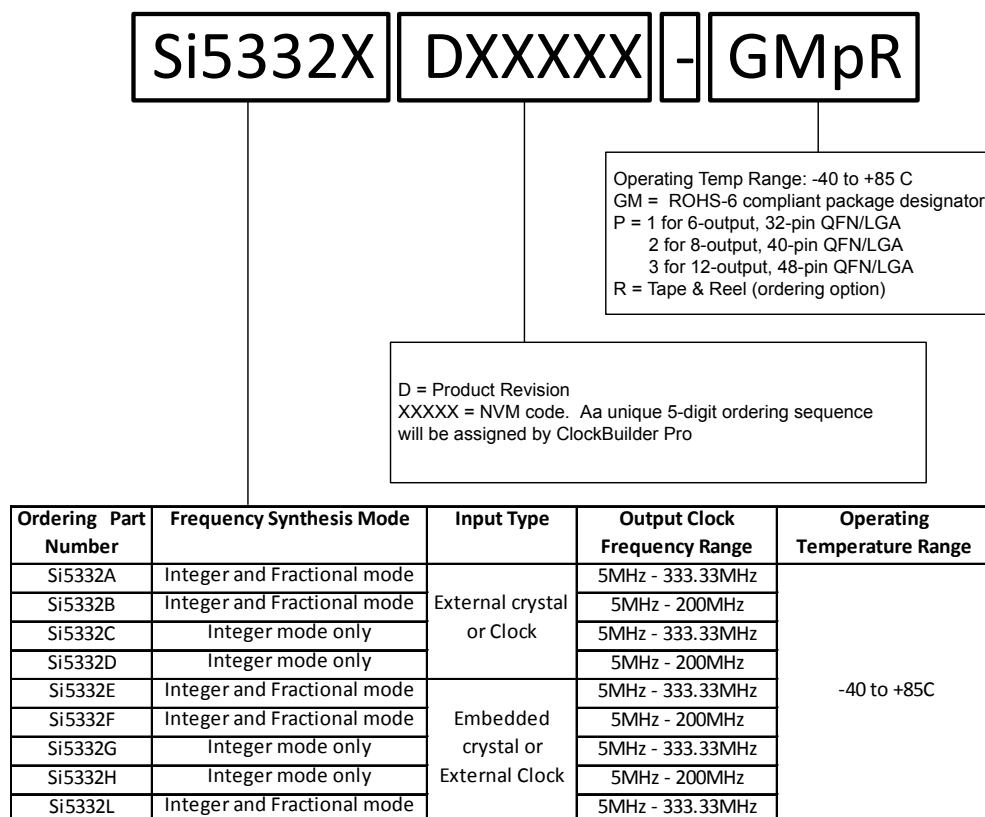 Si5332X DXXXXX - GMpR
Operating Temp Range: -40 to +85 C
GM = ROHS-6 compliant package designator
P = 1 for 6-output, 32-pin QFN/LGA
2 for 8-output, 40-pin QFN/LGA
3 for 12-output, 48-pin QFN/LGA
R = Tape & Reel (ordering option)
D = Product Revision
XXXXX = NVM code. Aa unique 5-digit ordering sequence
will be assigned by ClockBuilder Pro
Ordering Part Number Frequency Synthesis Mode Input Type Output Clock Frequency Range Operating Temperature Range
Si5332A Integer and Fractional mode 5MHz - 333.33MHz
Si5332B Integer and Fractional mode External crystal 5MHz - 200MHz
Si5332C Integer mode only or Clock 5MHz - 333.33MHz
Si5332D Integer mode only 5MHz - 200MHz
Si5332E Integer and Fractional mode 5MHz - 333.33MHz -40 to +85C
Si5332F Integer and Fractional mode Embedded 5MHz - 200MHz
Si5332G Integer mode only crystal or 5MHz - 333.33MHz
Si5332H Integer mode only External Clock 5MHz - 200MHz
Si5332L Integer and Fractional mode 5MHz - 333.33MHz